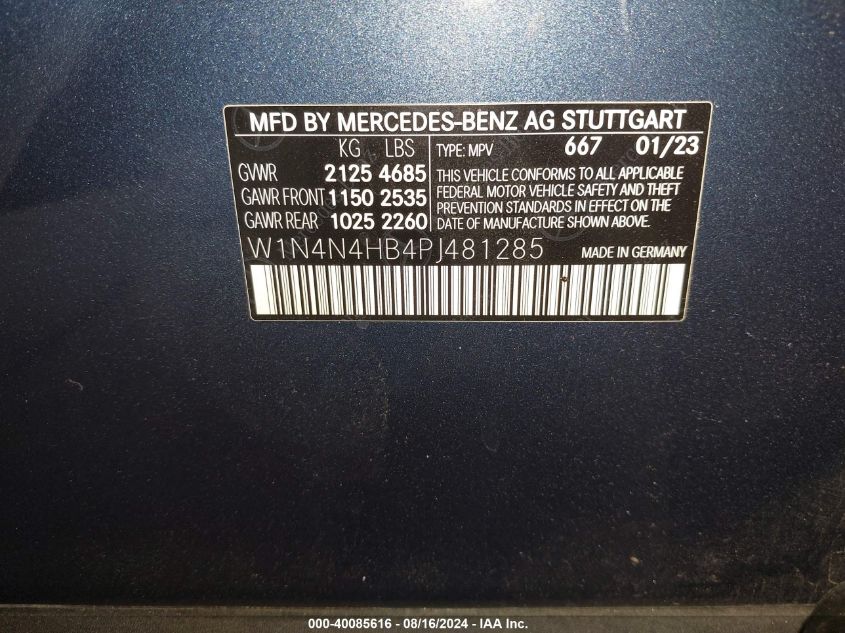 MFD BY MERCEDES-BENZ AG STUTTGART
KG LBS
GVWR 2125 4685
GAWR FRONT 1150 2535
GAWR REAR 1025 2260
TYPE: MPV 667 01/23
THIS VEHICLE CONFORMS TO ALL APPLICABLE
FEDERAL MOTOR VEHICLE SAFETY AND THEFT
PREVENTION STANDARDS IN EFFECT ON THE
DATE OF MANUFACTURE SHOWN ABOVE.
W1N4N4HB4PJ481285 MADE IN GERMANY
000-40085616 - 08/16/2024 - IAA Inc.